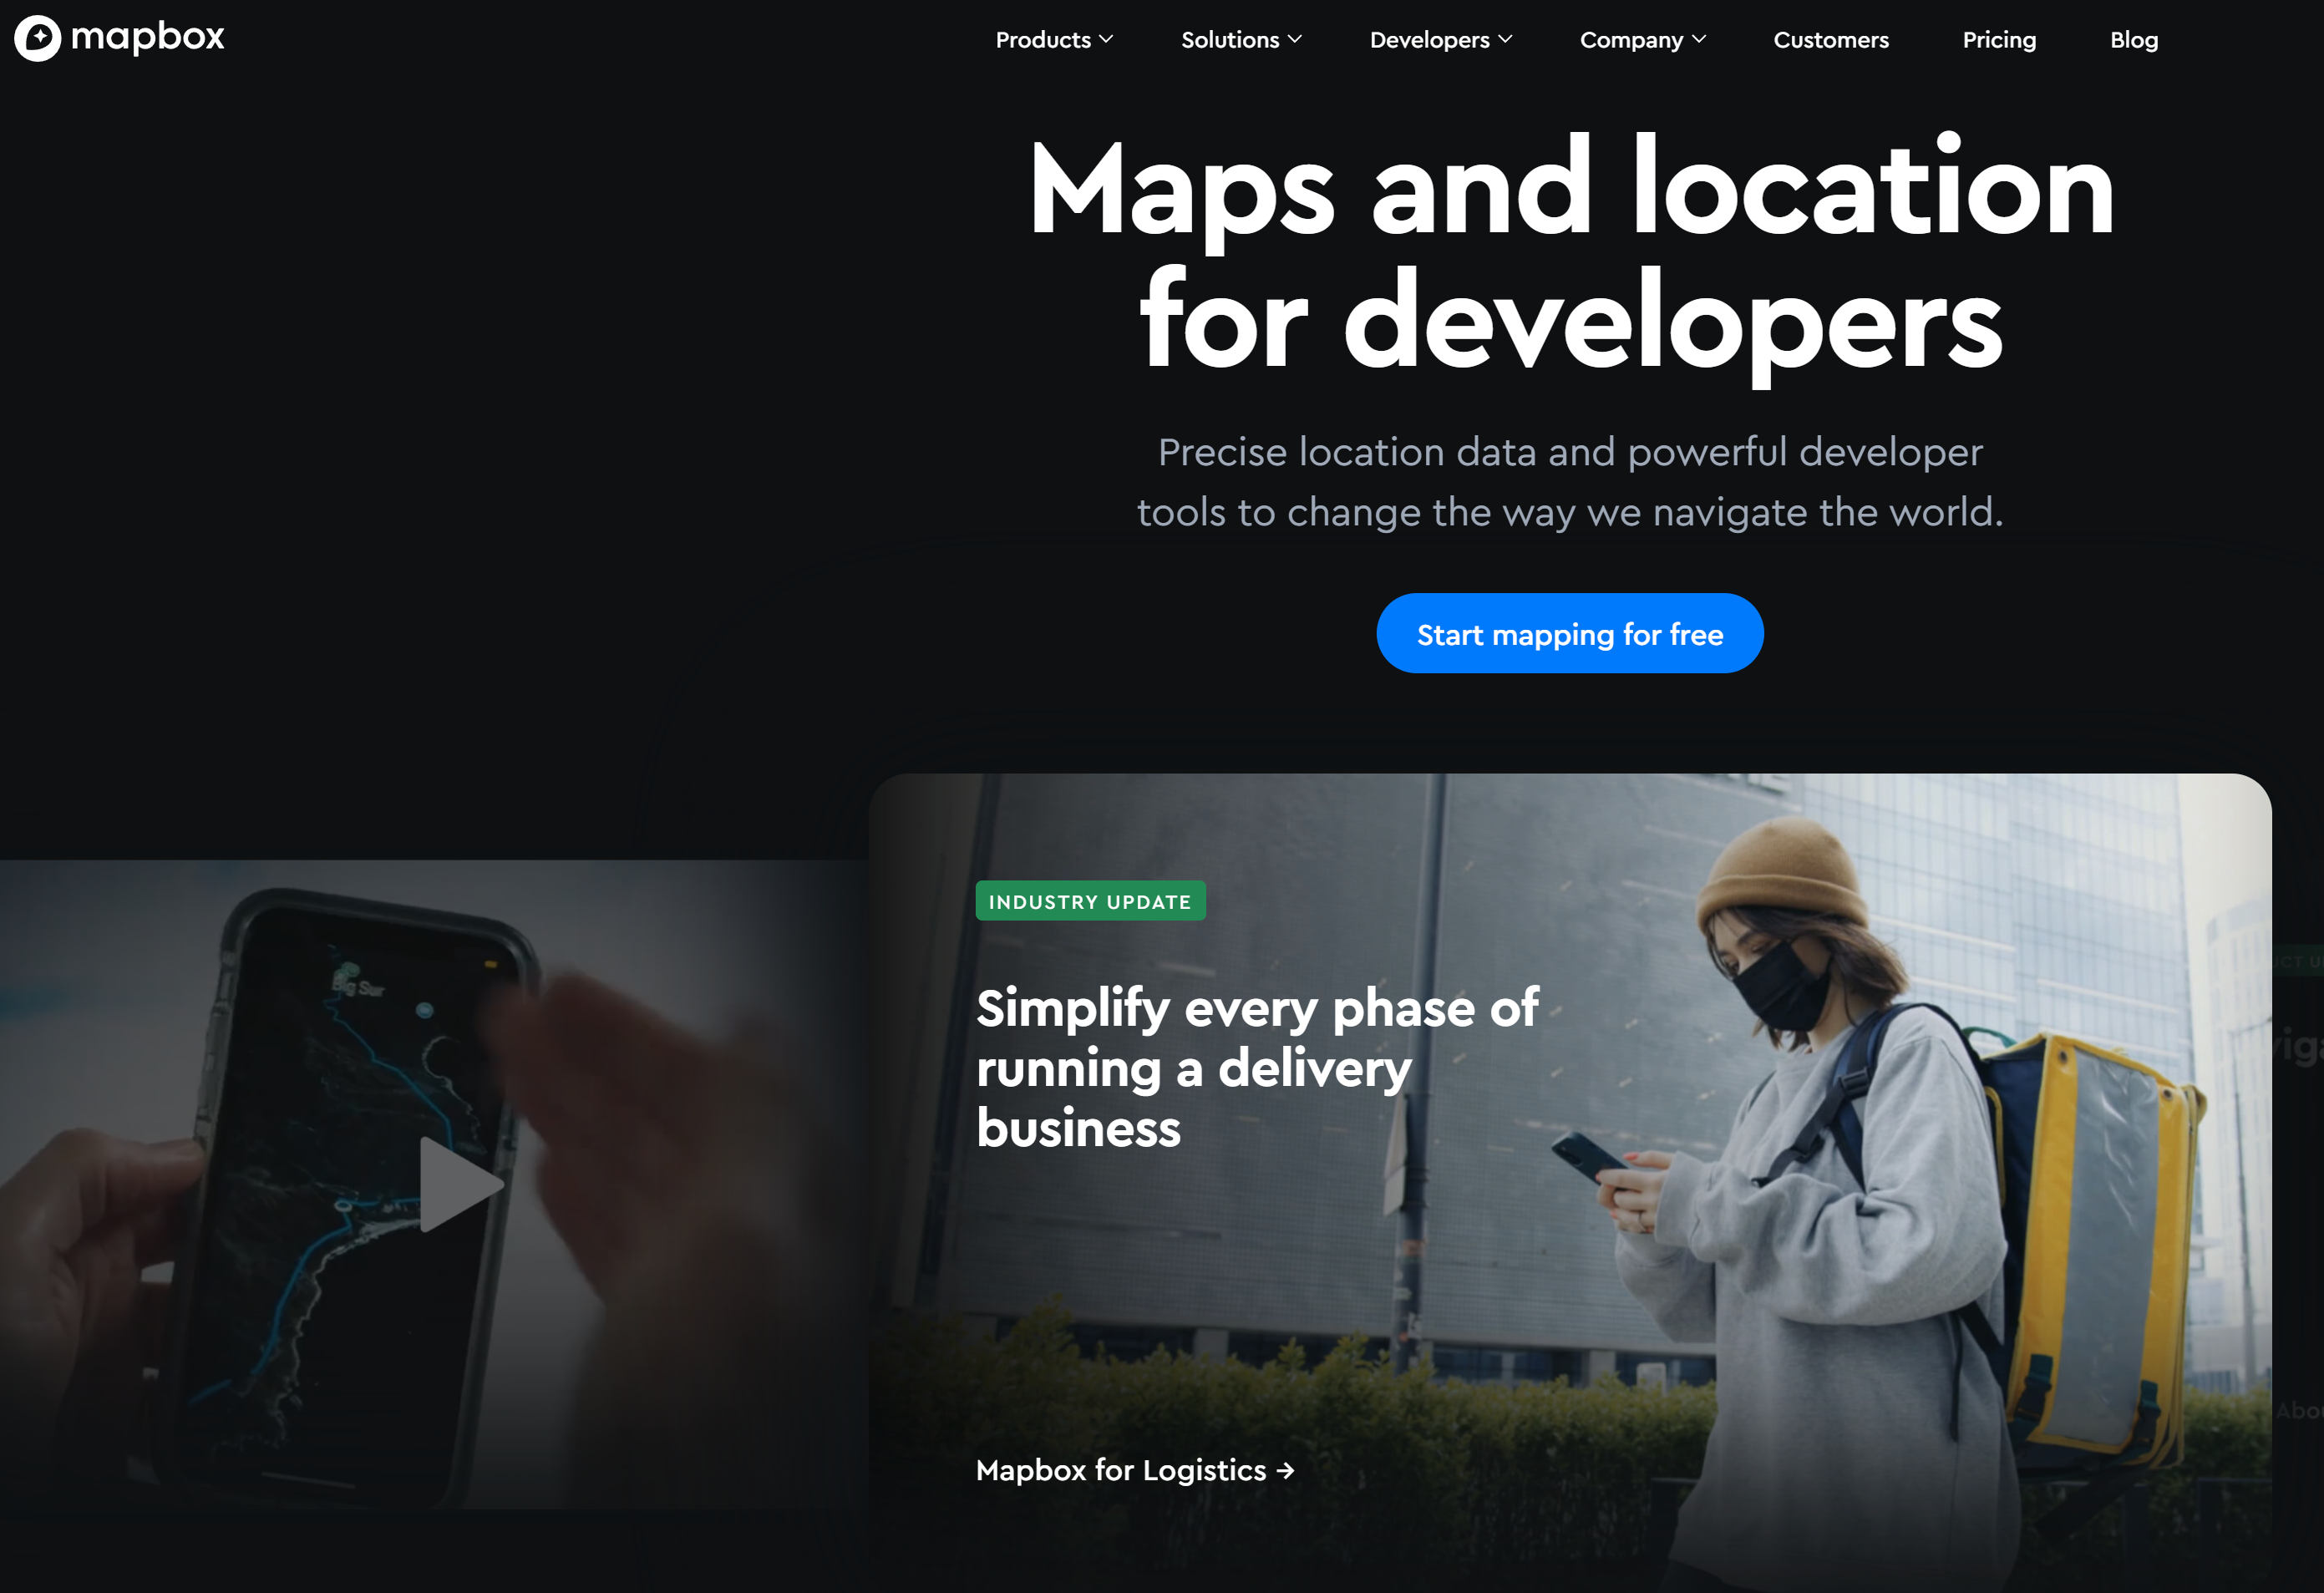 mapbox
Products
Solutions
Developers
Company
Customers
Pricing
Blog
Maps and location
for developers
Precise location data and powerful developer
tools to change the way we navigate the world.
Start mapping for free
Big Sur
INDUSTRY UPDATE
Simplify every phase of
running a delivery
business
Mapbox for Logistics →